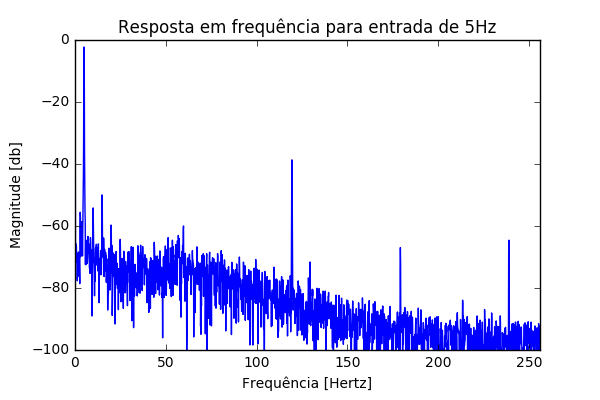 Resposta em frequência para entrada de 5Hz
0
−20
−40
−60
−80
−100
Magnitude [db]
0 50 100 150 200 250
Frequência [Hertz]